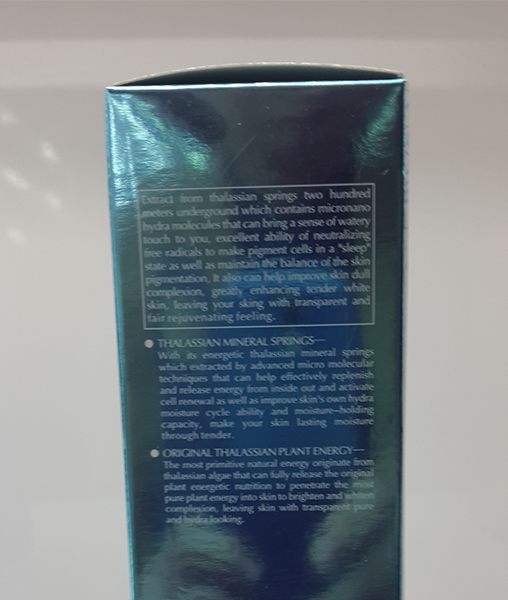 Extract from thalassian springs two hundred
meters underground which contains micronano
hydra molecules that can bring a sense of watery
touch to you, excellent ability of neutralizing
free radicals to make pigment cells in a "sleep"
state as well as maintain the balance of the skin
pigmentation, It also can help improve skin dull
complexion, greatly enhancing tender white
skin, leaving your sking with transparent and
fair rejuvenating feeling.
● THALASSIAN MINERAL SPRINGS—
With its energetic thalassian mineral springs
which extracted by advanced micro molecular
techniques that can help effectively replenish
and release energy from inside out and activate
cell renewal as well as improve skin's own hydra
moisture cycle ability and moisture-holding
capacity, make your skin lasting moisture
through tender.
● ORIGINAL THALASSIAN PLANT ENERGY—
The most primitive natural energy originate from
thalassian algae that can fully release the original
plant energetic nutrition to penetrate the most
pure plant energy into skin to brighten and whiten
complexion, leaving skin with transparent pure
and hydra looking.